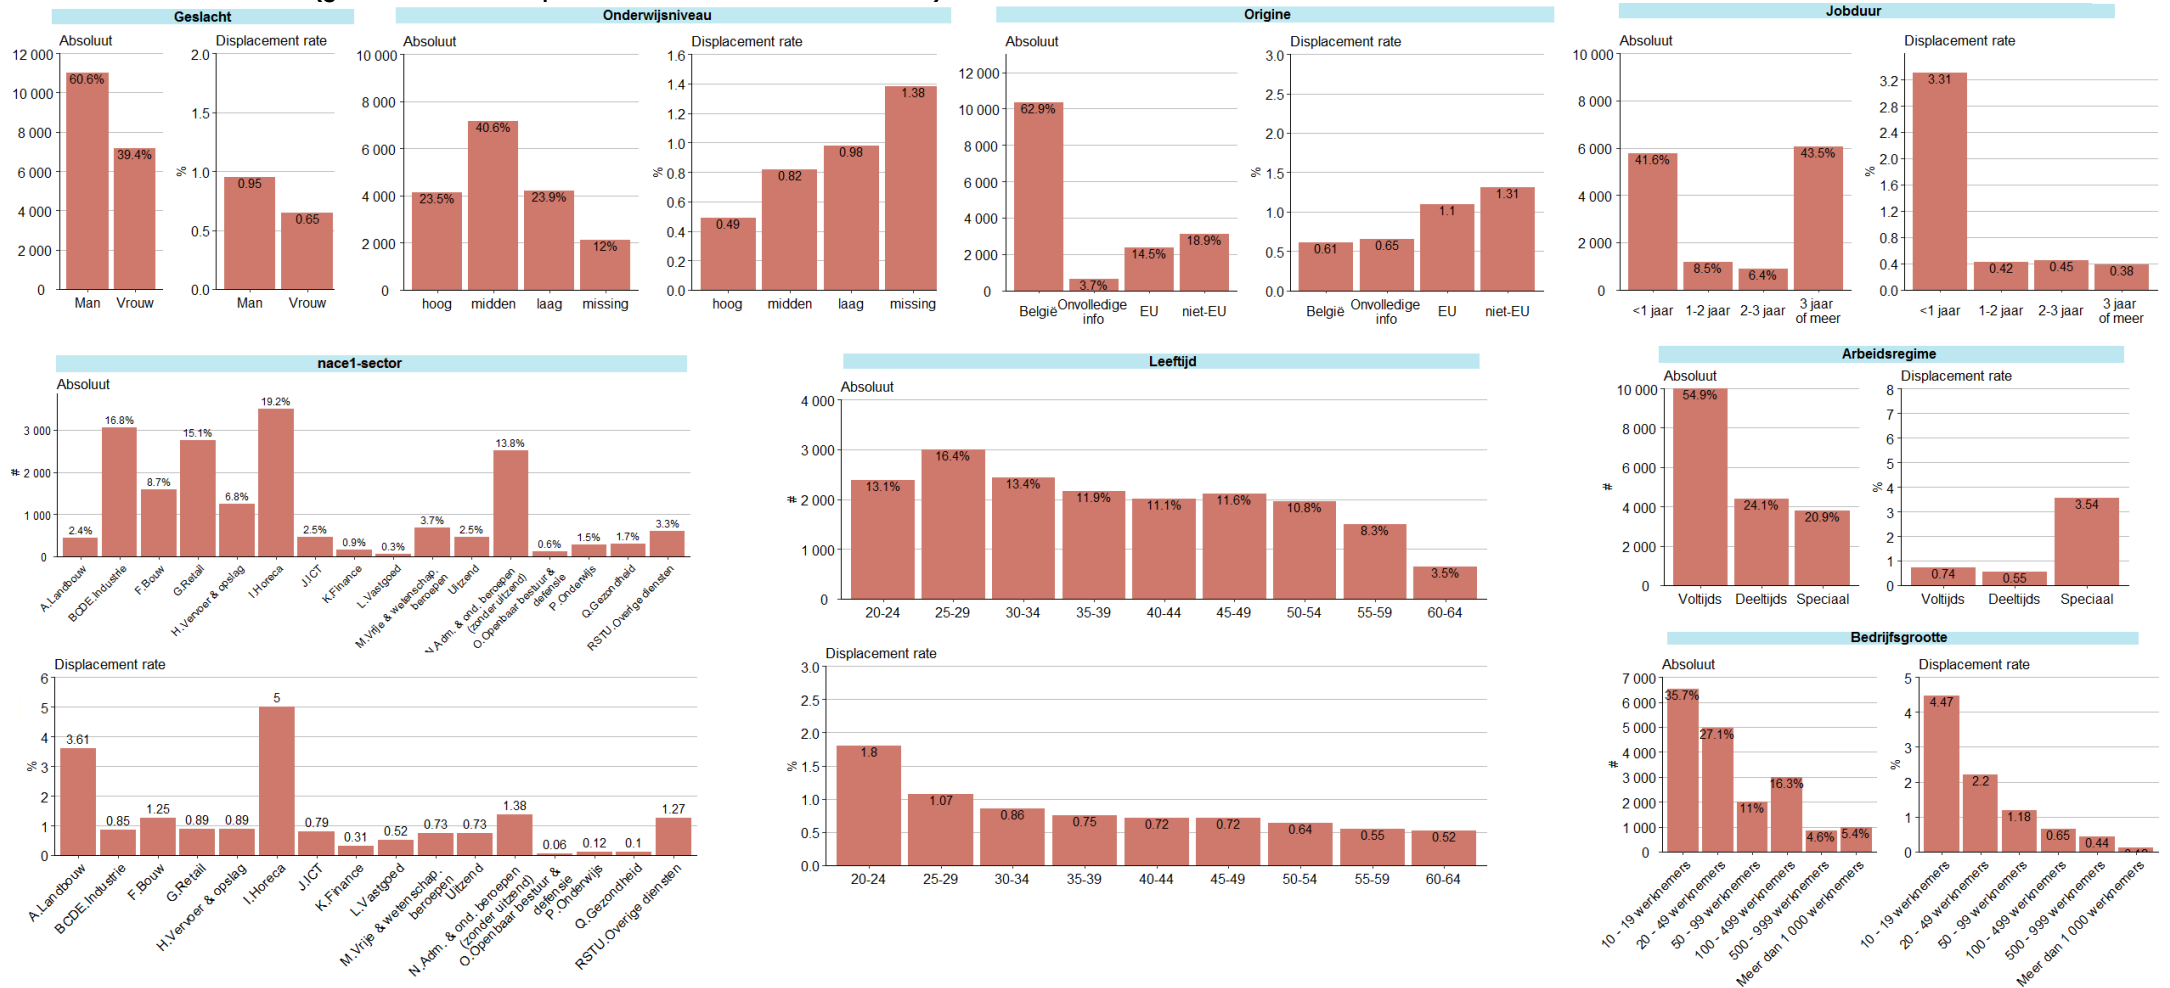 Geslacht
Absoluut
Displacement rate
12 000
10 000
8 000
6 000
4 000
2 000
0
60.6%
39.4%
Man
Vrouw
2.0
1.5
1.0
0.5
0.0
%
0.95
0.65
Man
Vrouw
Onderwijsniveau
Absoluut
Displacement rate
10 000
8 000
6 000
4 000
2 000
0
23.5%
40.6%
23.9%
12%
hoog
midden
laag
missing
1.6
1.4
1.2
1.0
0.8
0.6
0.4
0.2
0.0
%
0.49
0.82
0.98
1.38
hoog
midden
laag
missing
Origine
Absoluut
Displacement rate
12 000
10 000
8 000
6 000
4 000
2 000
0
62.9%
3.7%
14.5%
18.9%
België
Onvolledige
info
EU
niet-EU
3.0
2.5
2.0
1.5
1.0
0.5
0.0
%
0.61
0.65
1.1
1.31
België
Onvolledige
info
EU
niet-EU
Jobduur
Absoluut
Displacement rate
10 000
8 000
6 000
4 000
2 000
0
41.6%
8.5%
6.4%
43.5%
<1 jaar
1-2 jaar
2-3 jaar
3 jaar
of meer
3.2
2.8
2.4
2.0
1.6
1.2
0.8
0.4
0.0
%
3.31
0.42
0.45
0.38
<1 jaar
1-2 jaar
2-3 jaar
3 jaar
of meer
nace1-sector
Absoluut
3 000
2 000
1 000
0
#
2.4%
16.8%
8.7%
15.1%
6.8%
19.2%
2.5%
0.9%
0.3%
3.7%
2.5%
13.8%
0.6%
1.5%
1.7%
3.3%
A.Landbouw
BCDE.Industrie
F.Bouw
G.Retail
H.Vervoer & opslag
I.Horeca
J.ICT
K.Finance
L.Vastgoed
M.Vrije & wetenschap.
beroepen
Uitzend
N.Adm. & ond. beroepen
(zonder uitzend)
O.Openbaar bestuur &
defensie
P.Onderwijs
Q.Gezondheid
RSTU.Overige diensten
Displacement rate
6
5
4
3
2
1
0
%
3.61
0.85
1.25
0.89
0.89
5
0.79
0.31
0.52
0.73
0.73
1.38
0.06
0.12
0.1
1.27
A.Landbouw
BCDE.Industrie
F.Bouw
G.Retail
H.Vervoer & opslag
I.Horeca
J.ICT
K.Finance
L.Vastgoed
M.Vrije & wetenschap.
beroepen
Uitzend
N.Adm. & ond. beroepen
(zonder uitzend)
O.Openbaar bestuur &
defensie
P.Onderwijs
Q.Gezondheid
RSTU.Overige diensten
Leeftijd
Absoluut
4 000
3 000
2 000
1 000
0
#
13.1%
16.4%
13.4%
11.9%
11.1%
11.6%
10.8%
8.3%
3.5%
20-24
25-29
30-34
35-39
40-44
45-49
50-54
55-59
60-64
Displacement rate
3.0
2.5
2.0
1.5
1.0
0.5
0.0
%
1.8
1.07
0.86
0.75
0.72
0.72
0.64
0.55
0.52
20-24
25-29
30-34
35-39
40-44
45-49
50-54
55-59
60-64
Arbeidsregime
Absoluut
Displacement rate
10 000
8 000
6 000
4 000
2 000
0
#
54.9%
24.1%
20.9%
Voltijds
Deeltijds
Speciaal
8
7
6
5
4
3
2
1
0
%
0.74
0.55
3.54
Voltijds
Deeltijds
Speciaal
Bedrijfsgrootte
Absoluut
Displacement rate
7 000
6 000
5 000
4 000
3 000
2 000
1 000
0
#
35.7%
27.1%
11%
16.3%
4.6%
5.4%
10 - 19 werknemers
20 - 49 werknemers
50 - 99 werknemers
100 - 499 werknemers
500 - 999 werknemers
Meer dan 1 000 werknemers
5
4
3
2
1
0
%
4.47
2.2
1.18
0.65
0.44
10 - 19 werknemers
20 - 49 werknemers
50 - 99 werknemers
100 - 499 werknemers
500 - 999 werknemers
Meer dan 1 000 werknemers